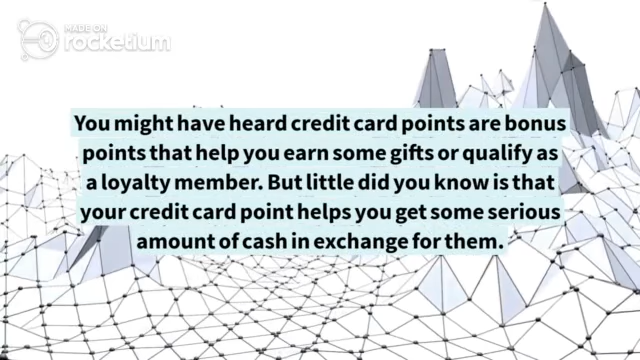 MADE ON
rocketium
You might have heard credit card points are bonus
points that help you earn some gifts or qualify as
a loyalty member. But little did you know is that
your credit card point helps you get some serious
amount of cash in exchange for them.